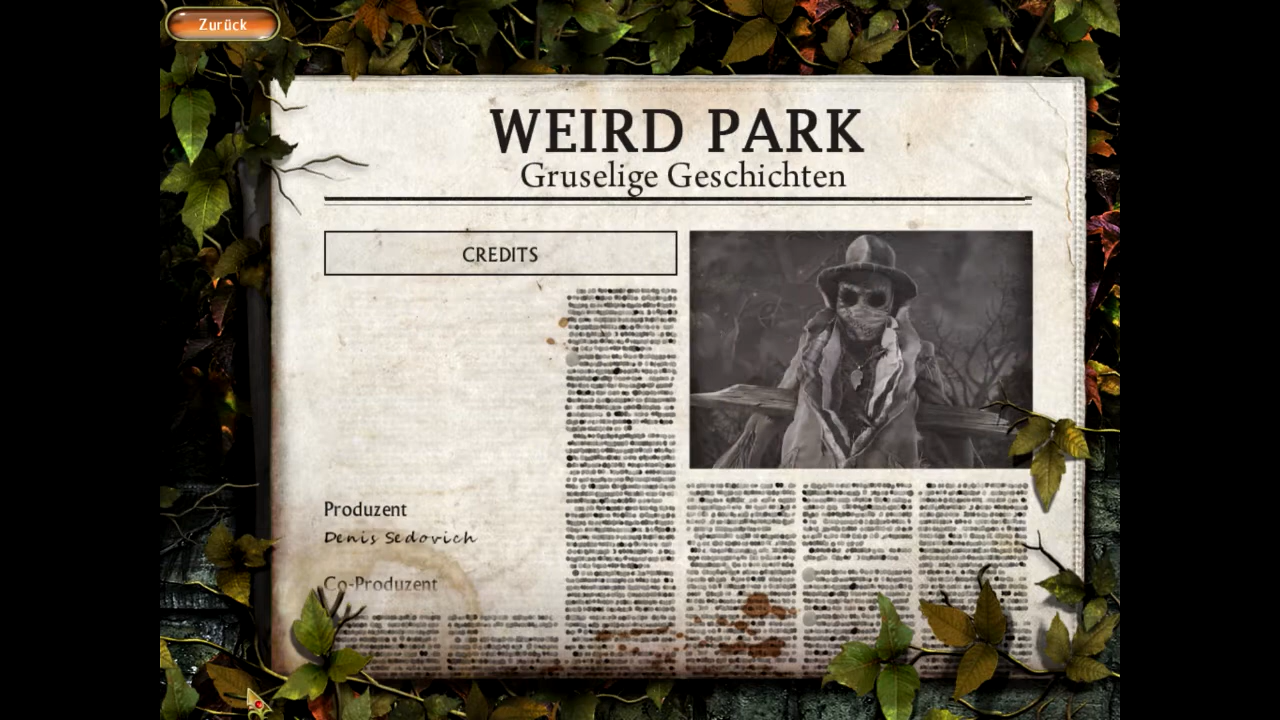 Zurück
WEIRD PARK
Gruselige Geschichten
CREDITS
Produzent
Denis Sedovich
Co-Produzent